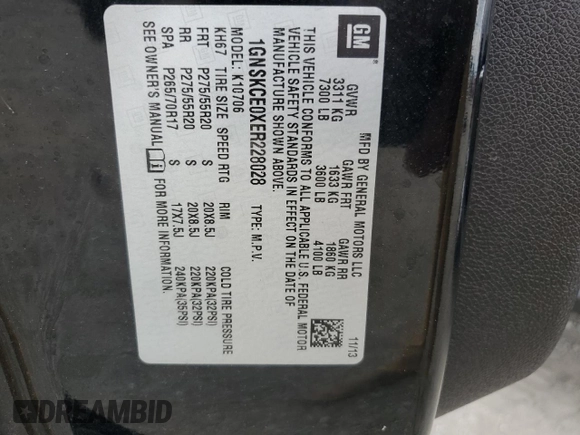 GM
MFD BY GENERAL MOTORS LLC
11/13
GVWR GAWR FRT GAWR RR
3311 KG 1633 KG 1860 KG
7300 LB 3600 LB 4100 LB
THIS VEHICLE CONFORMS TO ALL APPLICABLE U.S. FEDERAL MOTOR
VEHICLE SAFETY STANDARDS IN EFFECT ON THE DATE OF
MANUFACTURE SHOWN ABOVE.
1GNSKCE0XER228028 TYPE: M.P.V.
MODEL: K10706
KH67 TIRE SIZE SPEED RTG RIM COLD TIRE PRESSURE
FRT P275/55R20 S 20X8.5J 220KPA(32PSI)
RR P275/55R20 S 20X8.5J 220KPA(32PSI)
SPA P265/70R17 S 17X7.5J 240KPA(35PSI)
SEE OWNER'S MANUAL FOR MORE INFORMATION.
DREAMBID